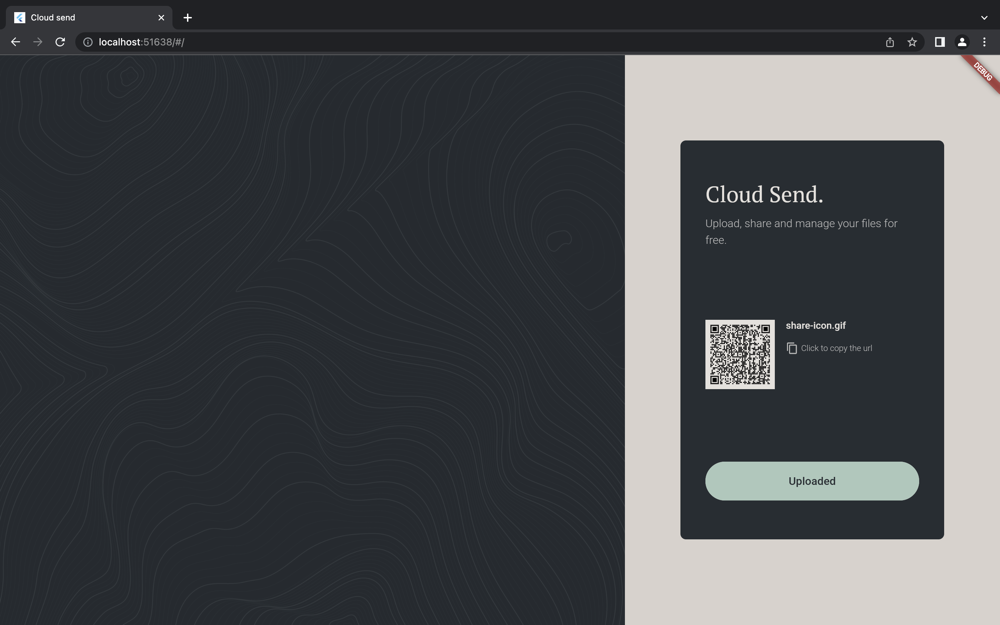 Cloud send
localhost:51638/#/
DEBUG
Cloud Send.
Upload, share and manage your files for
free.
share-icon.gif
Click to copy the url
Uploaded